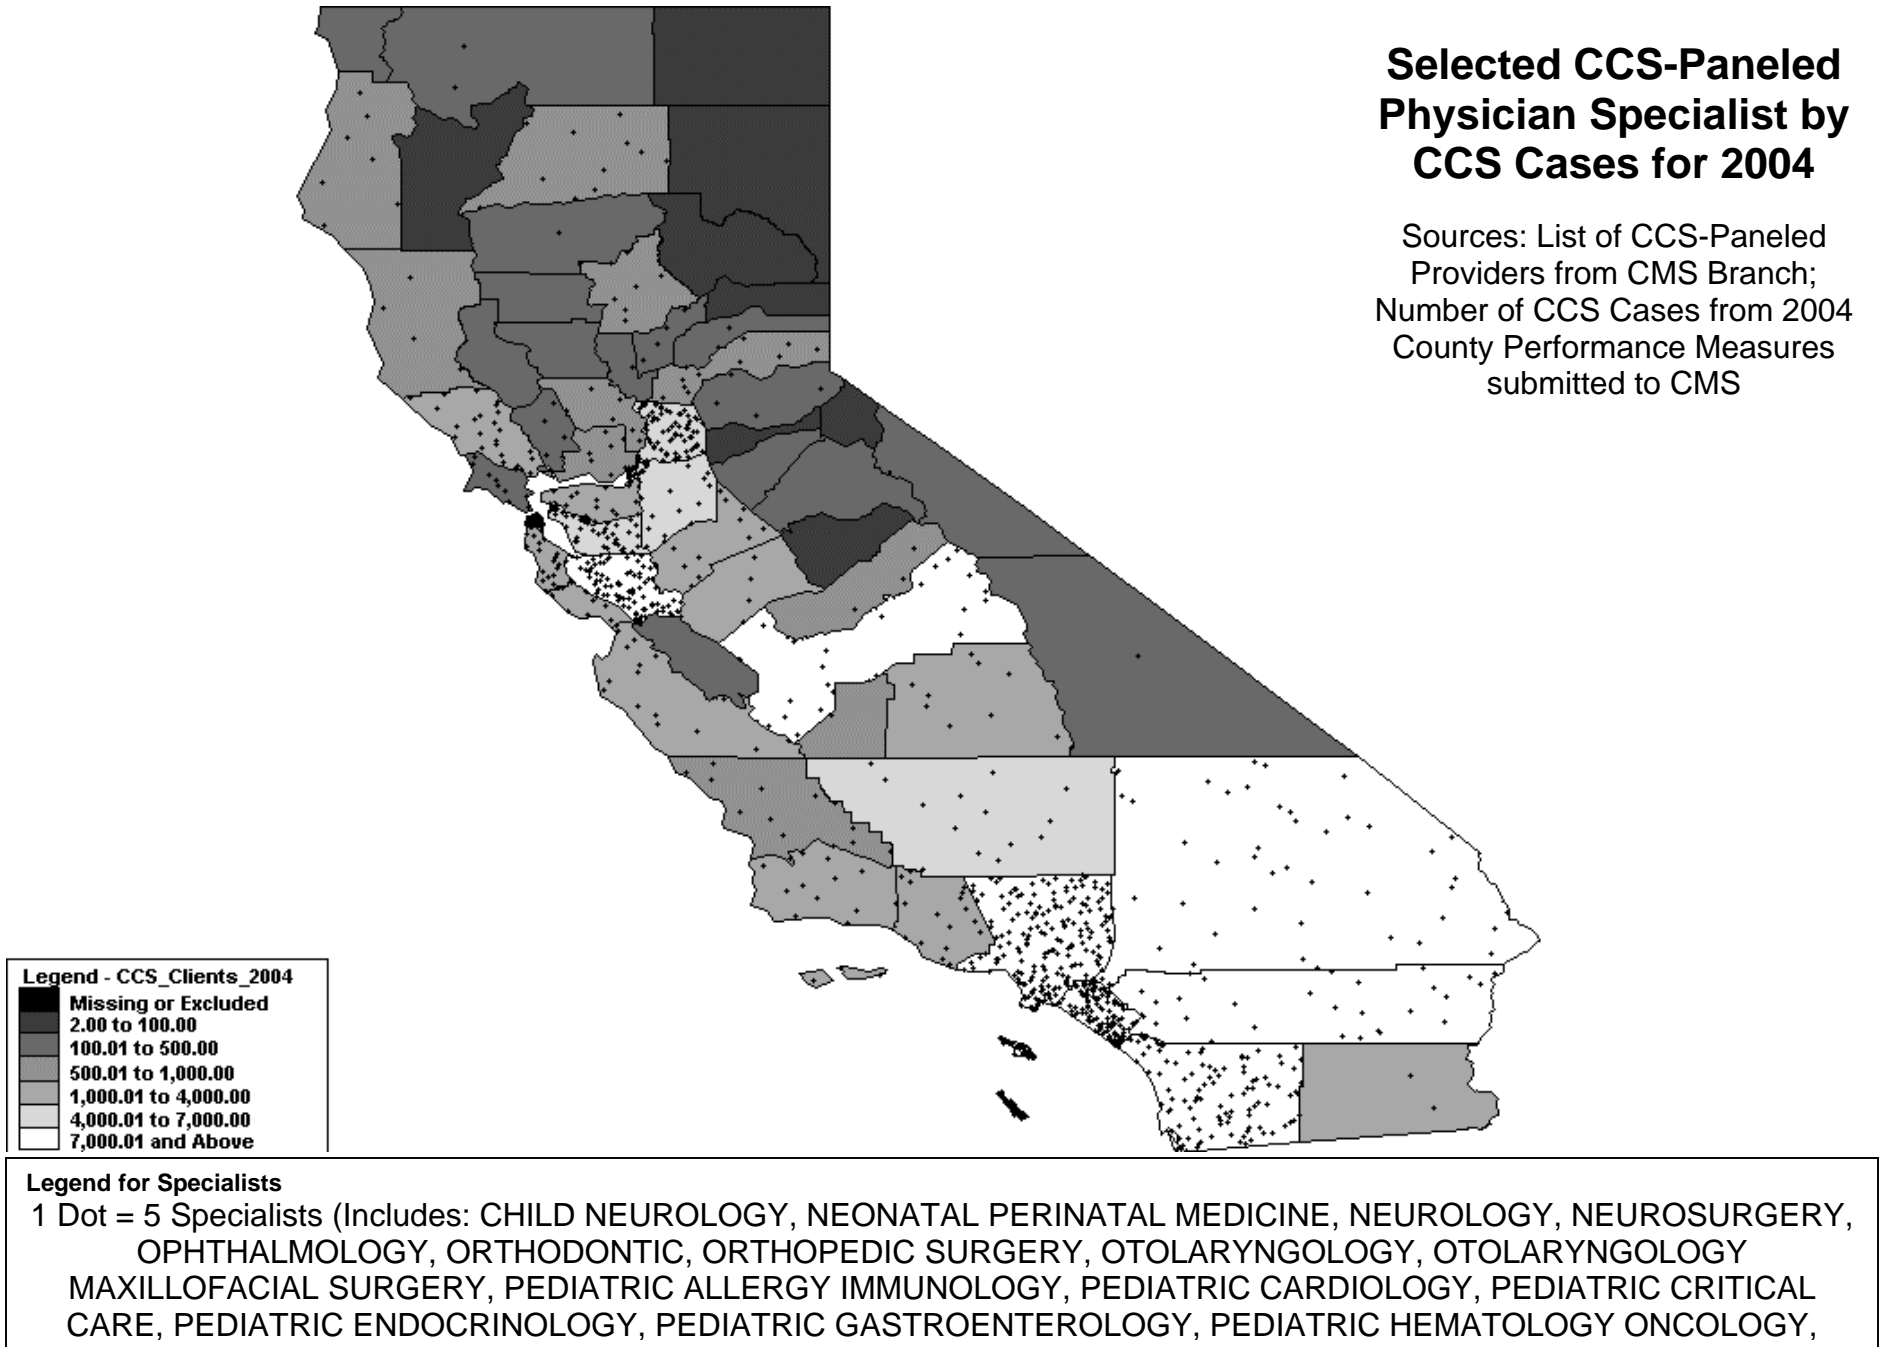 Selected CCS-Paneled
Physician Specialist by
CCS Cases for 2004
Sources: List of CCS-Paneled
Providers from CMS Branch;
Number of CCS Cases from 2004
County Performance Measures
submitted to CMS
Legend - CCS_Clients_2004
Missing or Excluded
2.00 to 100.00
100.01 to 500.00
500.01 to 1,000.00
1,000.01 to 4,000.00
4,000.01 to 7,000.00
7,000.01 and Above
Legend for Specialists
1 Dot = 5 Specialists (Includes: CHILD NEUROLOGY, NEONATAL PERINATAL MEDICINE, NEUROLOGY, NEUROSURGERY,
OPHTHALMOLOGY, ORTHODONTIC, ORTHOPEDIC SURGERY, OTOLARYNGOLOGY, OTOLARYNGOLOGY
MAXILLOFACIAL SURGERY, PEDIATRIC ALLERGY IMMUNOLOGY, PEDIATRIC CARDIOLOGY, PEDIATRIC CRITICAL
CARE, PEDIATRIC ENDOCRINOLOGY, PEDIATRIC GASTROENTEROLOGY, PEDIATRIC HEMATOLOGY ONCOLOGY,